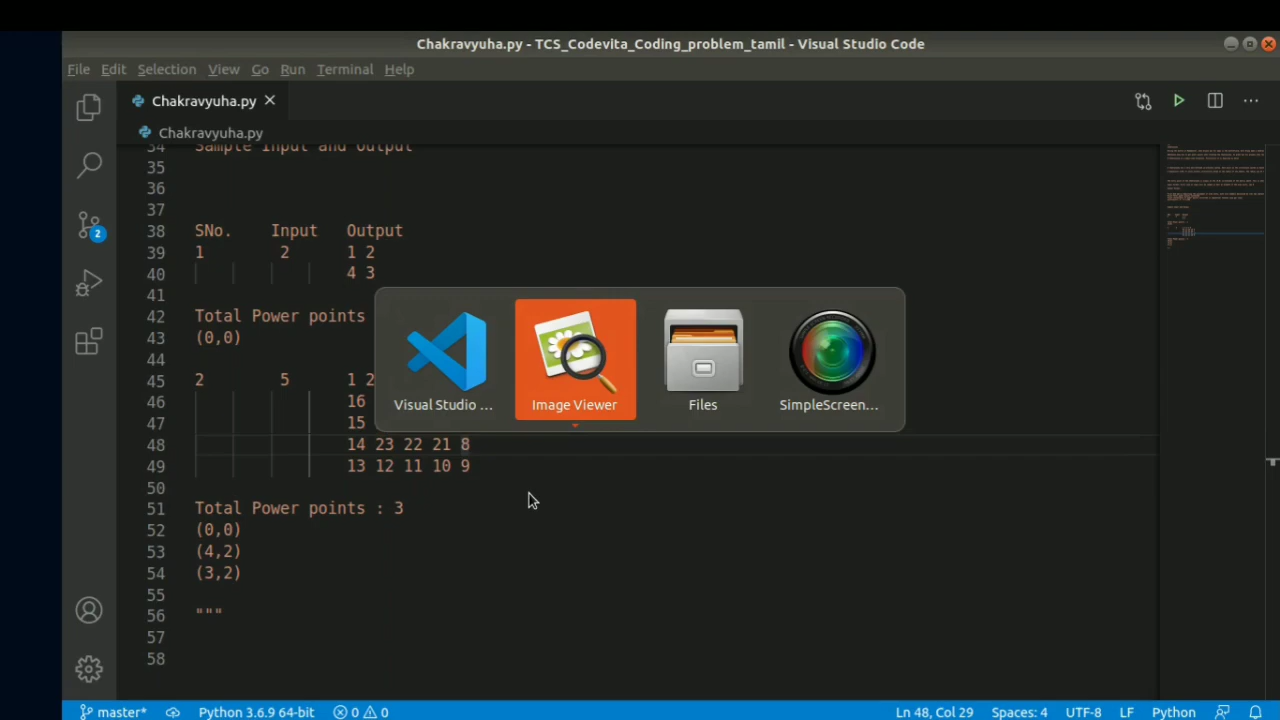 Chakravyuha.py - TCS_Codevita_Coding_problem_tamil - Visual Studio Code
File Edit Selection View Go Run Terminal Help
Chakravyuha.py
Chakravyuha.py
34 Sample Input and Output
35
36
37
38 SNo. Input Output
39 1 2 1 2
40 4 3
41
42 Total Power points
43 (0,0)
44
45 2 5 1 2
46 16
47 15
48 14 23 22 21 8
49 13 12 11 10 9
50
51 Total Power points : 3
52 (0,0)
53 (4,2)
54 (3,2)
55
56 """
57
58
Visual Studio ... Image Viewer Files SimpleScreen...
2
master* Python 3.6.9 64-bit 0 0 Ln 48, Col 29 Spaces: 4 UTF-8 LF Python